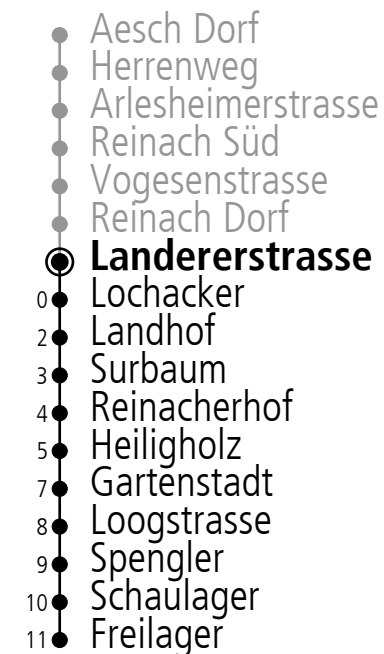 Aesch Dorf
Herrenweg
Arlesheimerstrasse
Reinach Süd
Vogesenstrasse
Reinach Dorf
Landererstrasse
0 Lochacker
2 Landhof
3 Surbaum
4 Reinacherhof
5 Heiligholz
7 Gartenstadt
8 Loogstrasse
9 Spengler
10 Schaulager
11 Freilager